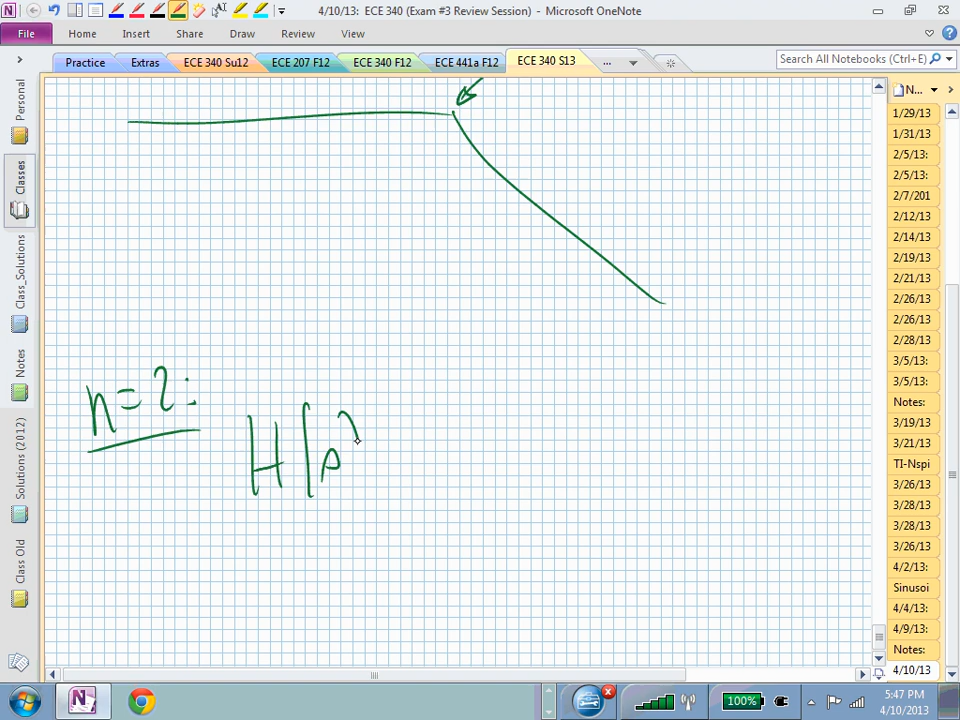 4/10/13: ECE 340 (Exam #3 Review Session) - Microsoft OneNote
File Home Insert Share Draw Review View
Practice Extras ECE 340 Su12 ECE 207 F12 ECE 340 F12 ECE 441a F12 ECE 340 S13 ... Search All Notebooks (Ctrl+E) N...
Personal
Classes
Class_Solutions
Notes
Solutions (2012)
Class Old
n=2:
H(s)
1/29/13
1/31/13
2/5/13:
2/5/13:
2/7/201
2/12/13
2/14/13
2/19/13
2/21/13
2/26/13
2/26/13
2/28/13
3/5/13:
3/5/13:
Notes:
3/19/13
3/21/13
TI-Nspi
3/26/13
3/28/13
3/28/13
3/26/13
4/2/13:
Sinusoi
4/4/13:
4/9/13:
Notes:
4/10/13
100%
5:47 PM
4/10/2013